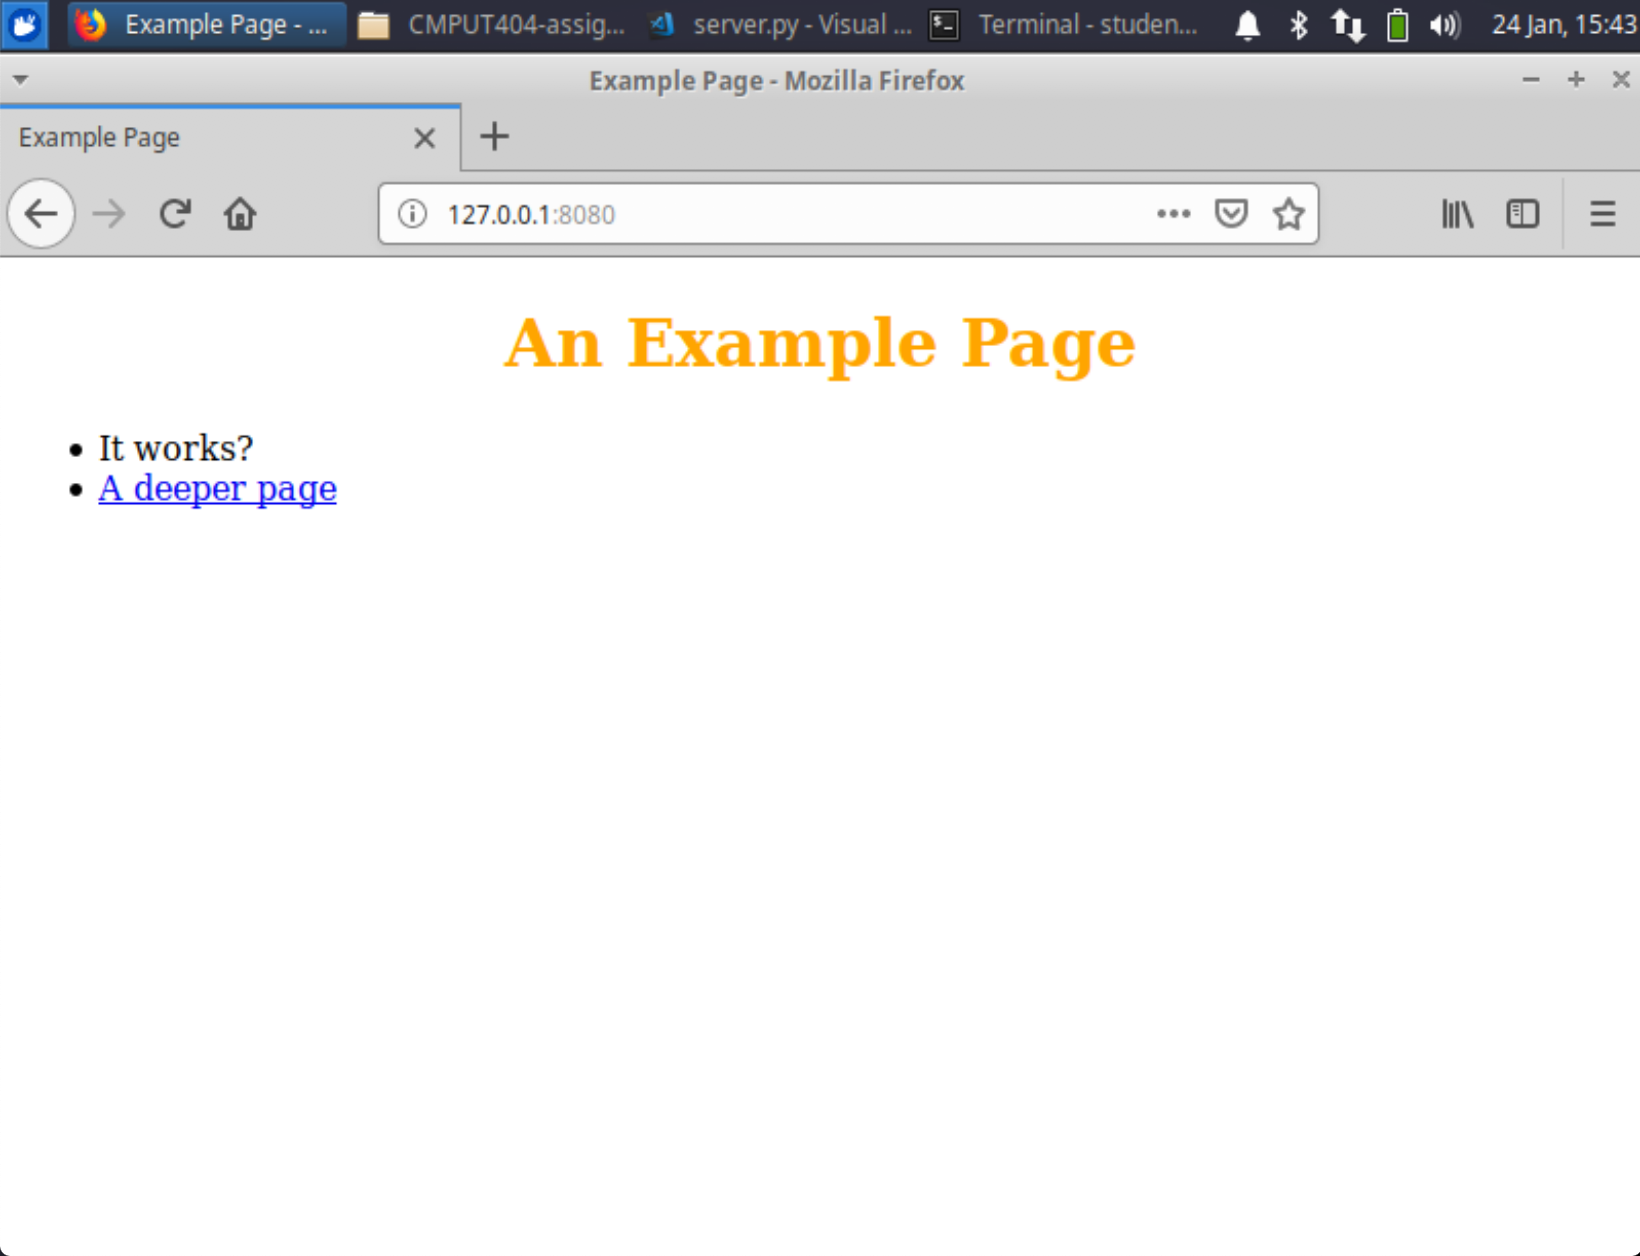 Example Page - ... CMPUT404-assig... server.py - Visual ... Terminal - studen... 24 Jan, 15:43
Example Page - Mozilla Firefox
Example Page
127.0.0.1:8080
An Example Page
It works?
A deeper page